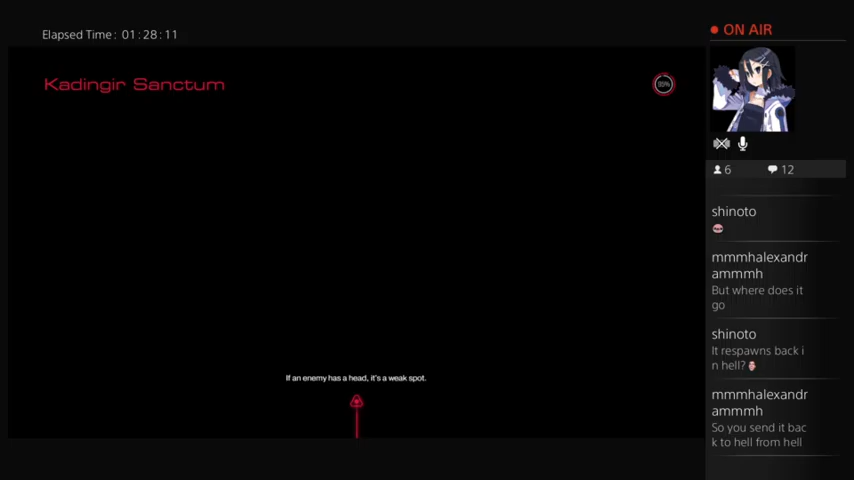 Elapsed Time: 01:28:11
ON AIR
Kadingir Sanctum
6
12
shinoto
mmmhalexandr
ammmh
But where does it
go
shinoto
It respawns back i
n hell?
mmmhalexandr
ammmh
So you send it bac
k to hell from hell
If an enemy has a head, it's a weak spot.